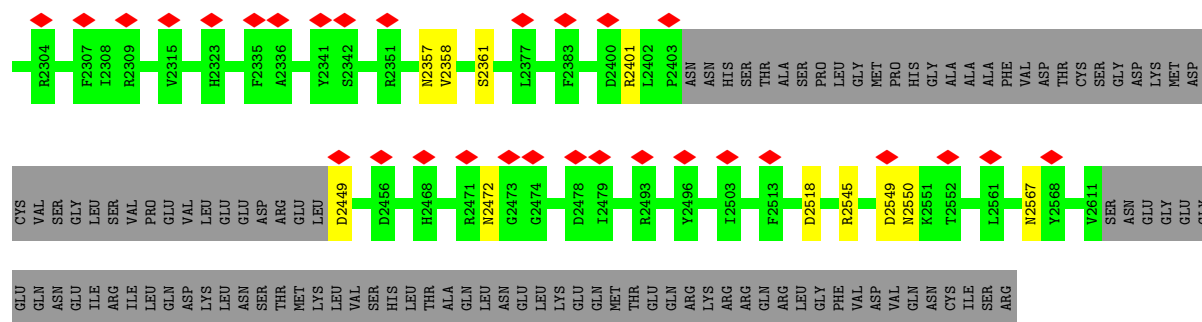 R2304 F2307 I2308 R2309 V2315 H2323 F2335 A2336 Y2341 S2342 R2351 N2357 V2358 S2361 L2377 F2383 D2400 R2401 L2402 P2403 ASN ASN HIS SER THR ALA SER PRO LEU GLY MET PRO HIS GLY ALA ALA ALA PHE VAL ASP THR CYS SER GLY ASP LYS MET ASP
CYS VAL SER GLY LEU SER VAL PRO GLU VAL LEU GLU GLU ASP ARG GLU LEU D2449 D2456 H2468 R2471 N2472 G2473 G2474 D2478 I2479 R2493 Y2496 I2503 F2513 D2518 R2545 D2549 N2550 K2551 T2552 L2561 N2567 Y2568 V2611 SER ASN GLU GLY GLU
GLU GLN ASN GLU ILE ARG ILE LEU GLN ASP LYS LEU ASN SER THR MET LYS LEU VAL SER HIS LEU THR ALA GLN LEU ASN GLU LEU LYS GLU GLN MET THR GLU GLN ARG LYS ARG ARG GLN ARG LEU GLY PHE VAL ASP VAL GLN ASN CYS ILE SER ARG